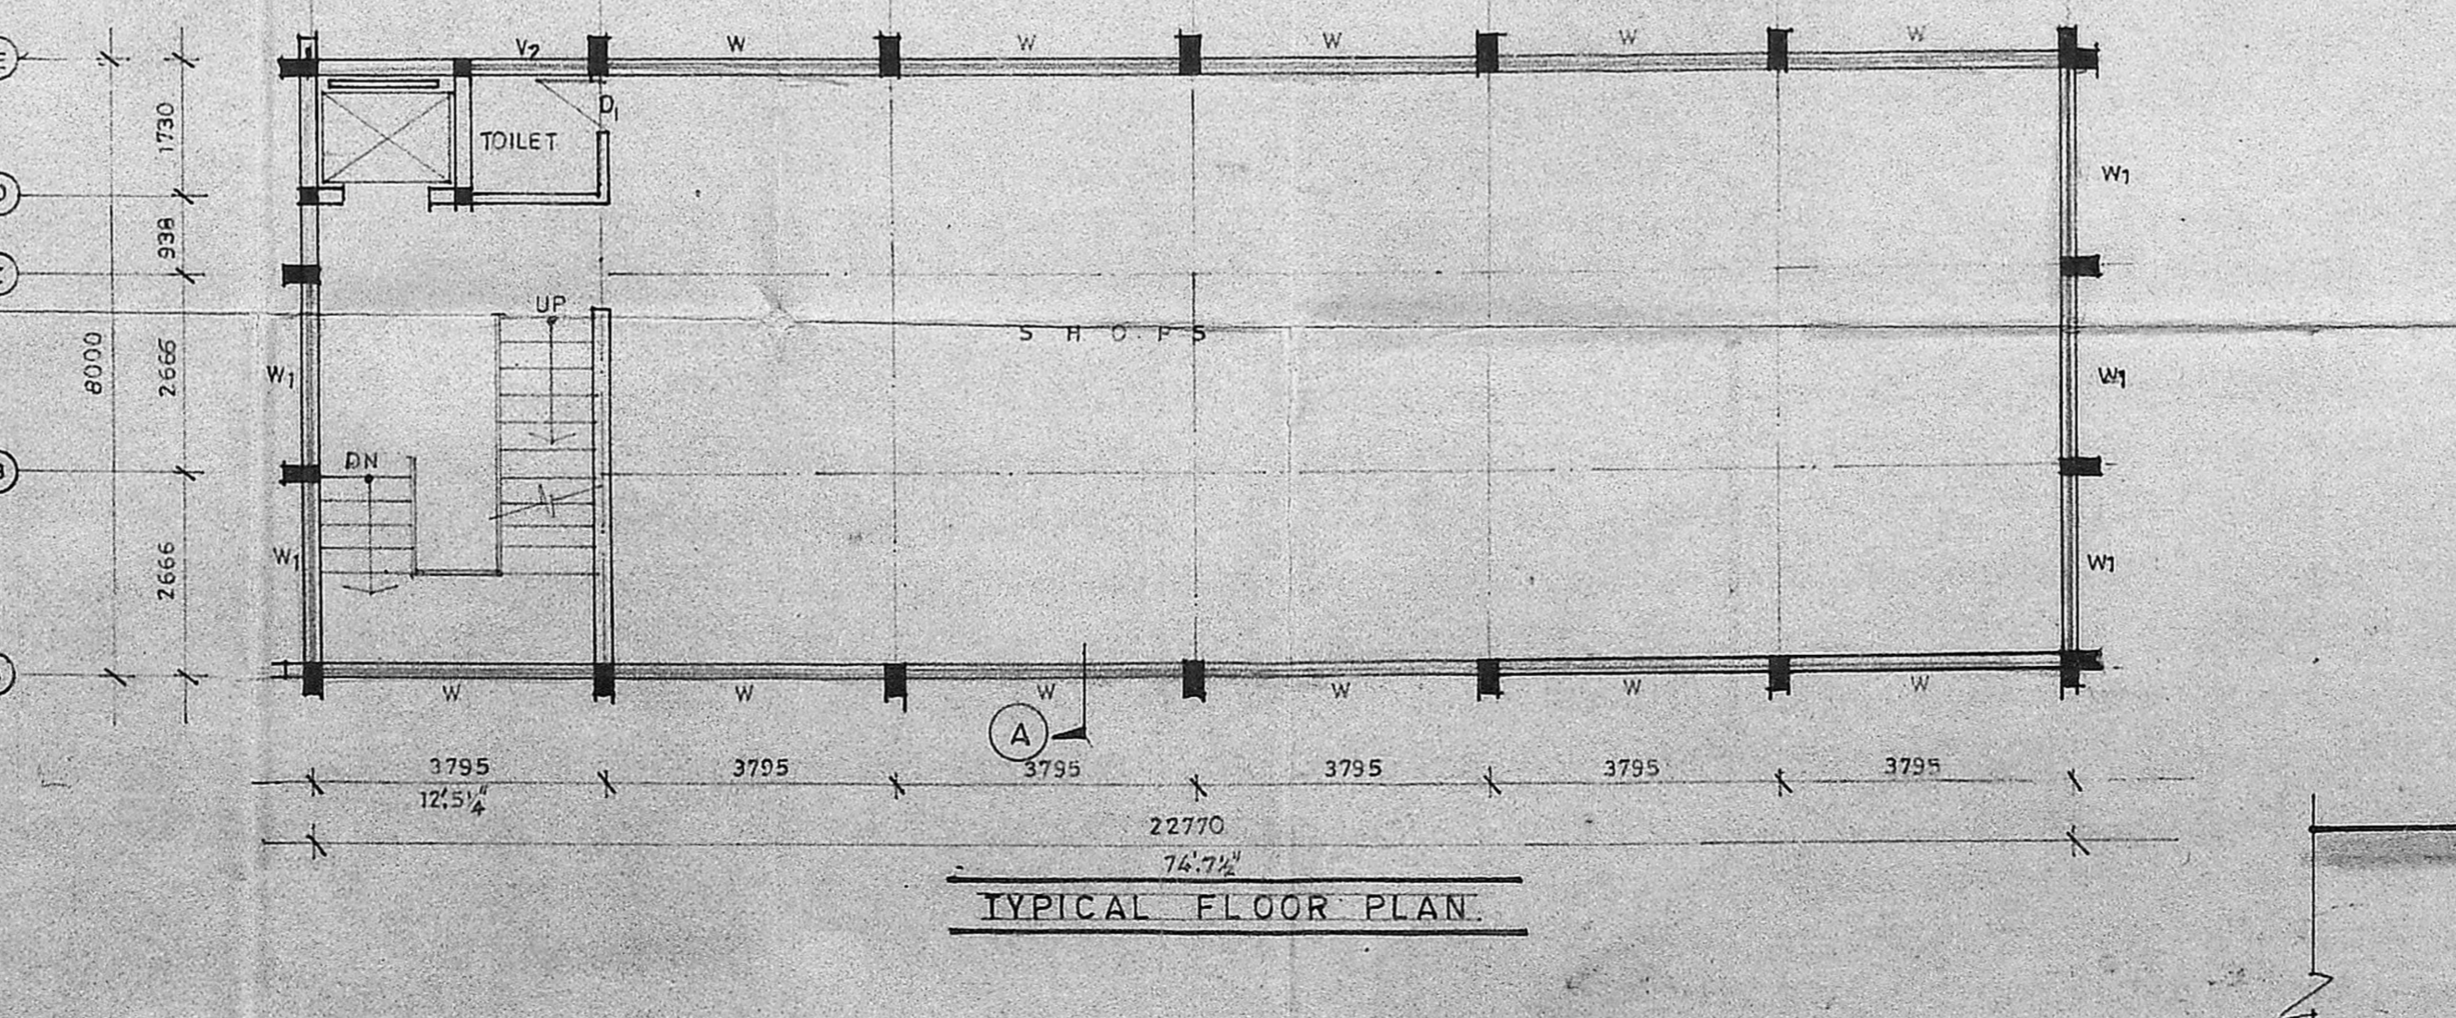 V2 W W W W W
E
D1
TOILET
1730
W1
D
938
C
UP
SHOPS
8000
2666
W1
W1
DN
B
2666
W1
W1
A
W W W W W W
A
3795 3795 3795 3795 3795 3795
12'.5¼"
22770
74'.7½"
TYPICAL FLOOR PLAN.